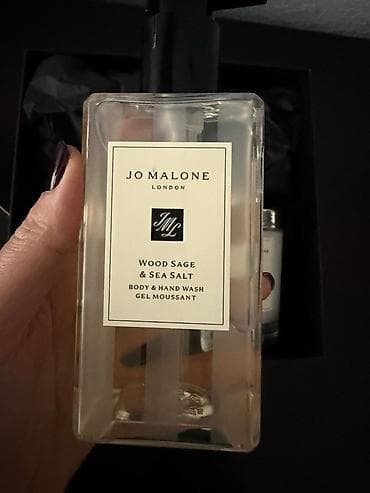 JO MALONE
LONDON
JML
WOOD SAGE
& SEA SALT
BODY & HAND WASH
GEL MOUSSANT